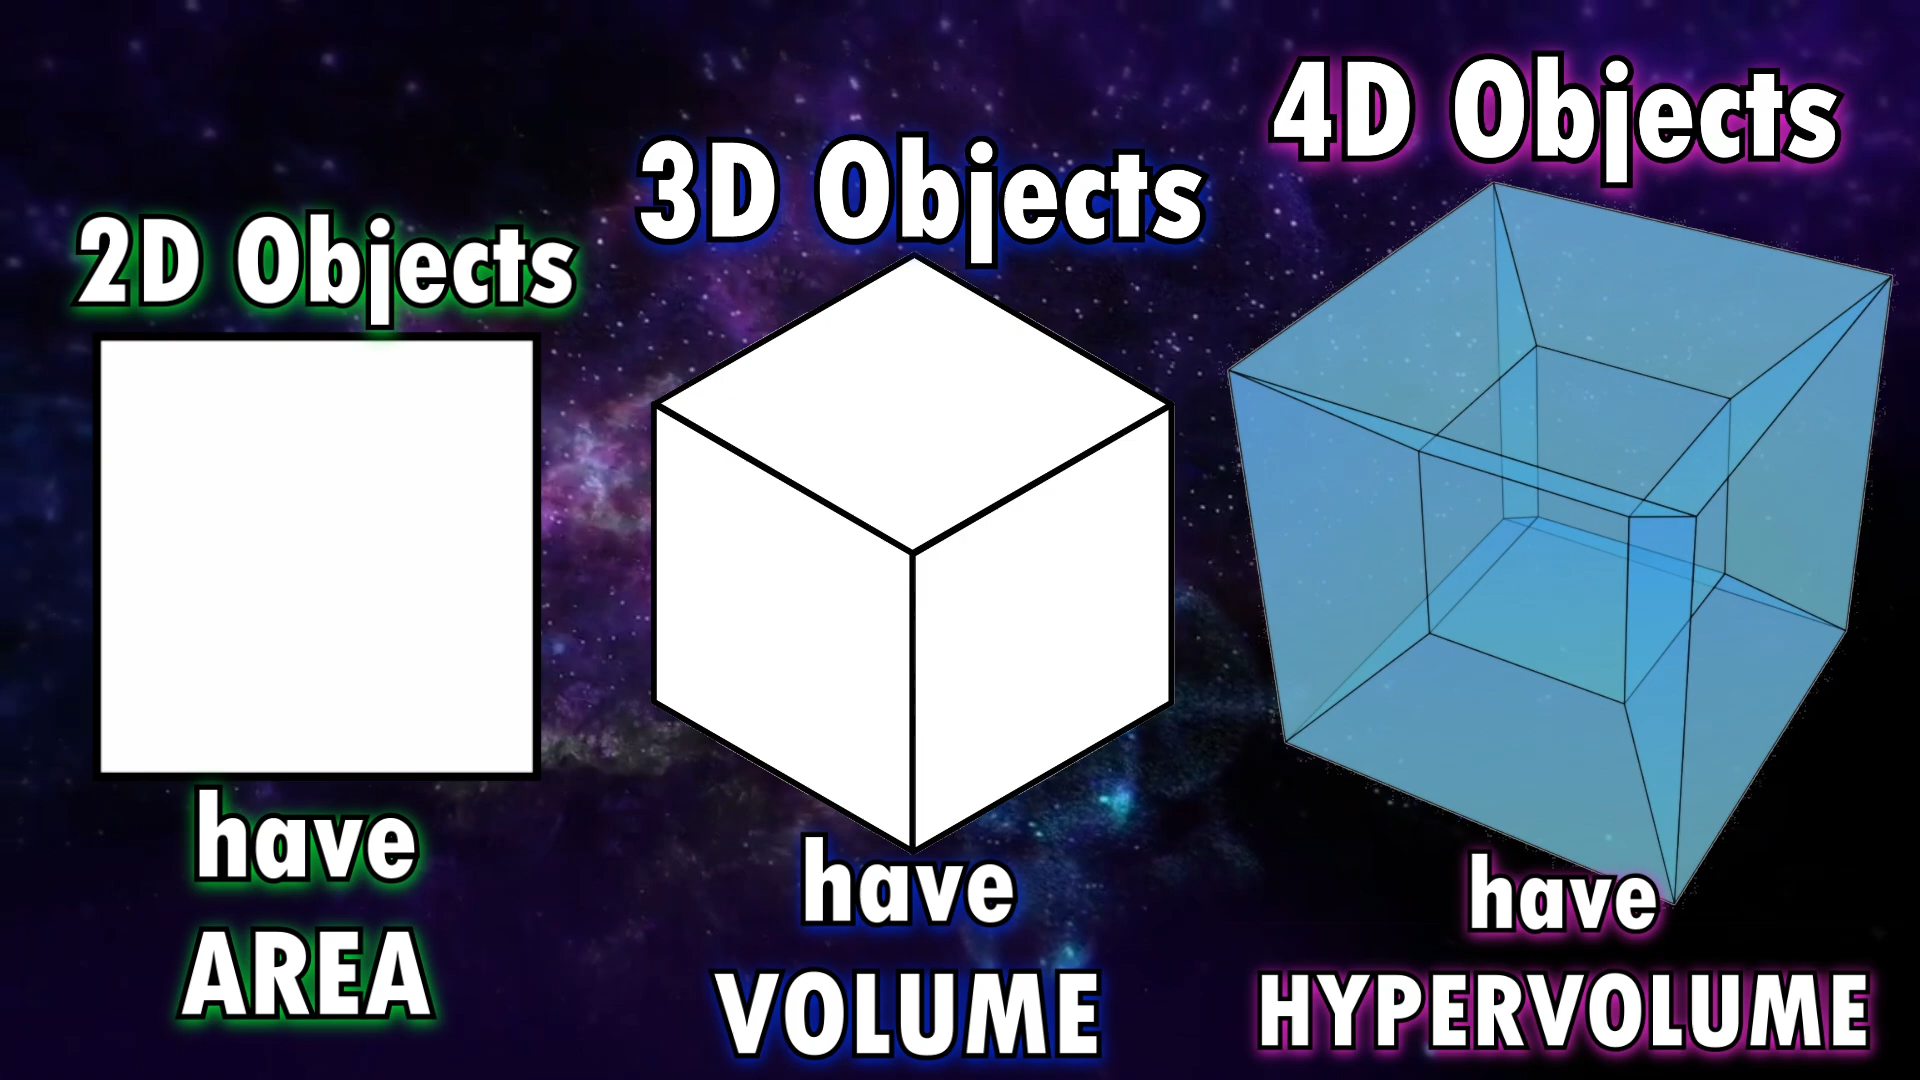 2D Objects
have
AREA
3D Objects
have
VOLUME
4D Objects
have
HYPERVOLUME